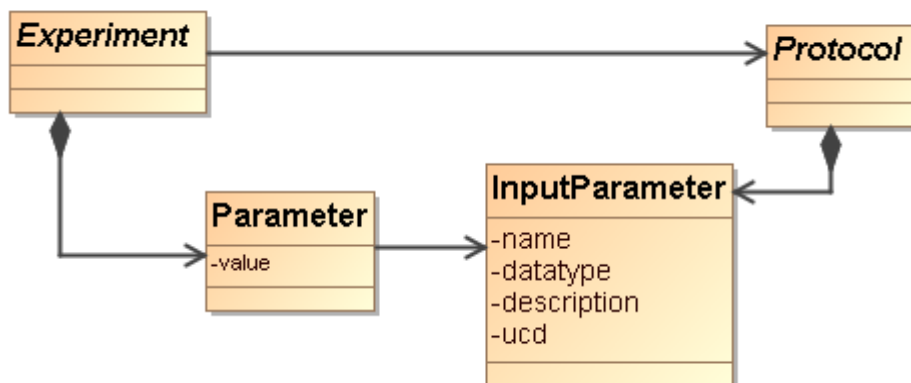 Experiment
Protocol
Parameter
-value
InputParameter
-name
-datatype
-description
-ucd